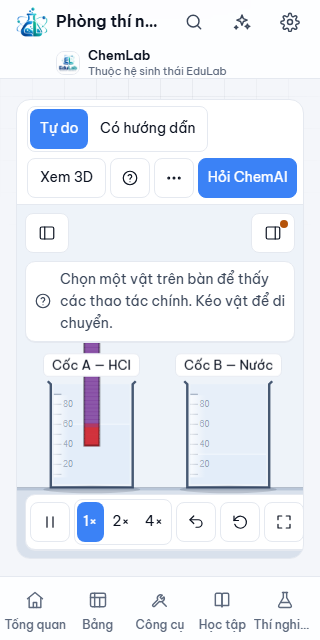 Phòng thí n...
ChemLab
Thuộc hệ sinh thái EduLab
Tự do
Có hướng dẫn
Xem 3D
Hỏi ChemAI
Chọn một vật trên bàn để thấy
các thao tác chính. Kéo vật để di
chuyển.
Cốc A – HCl
Cốc B – Nước
80
60
40
20
80
60
40
20
1×
2×
4×
Tổng quan
Bảng
Công cụ
Học tập
Thí nghi...